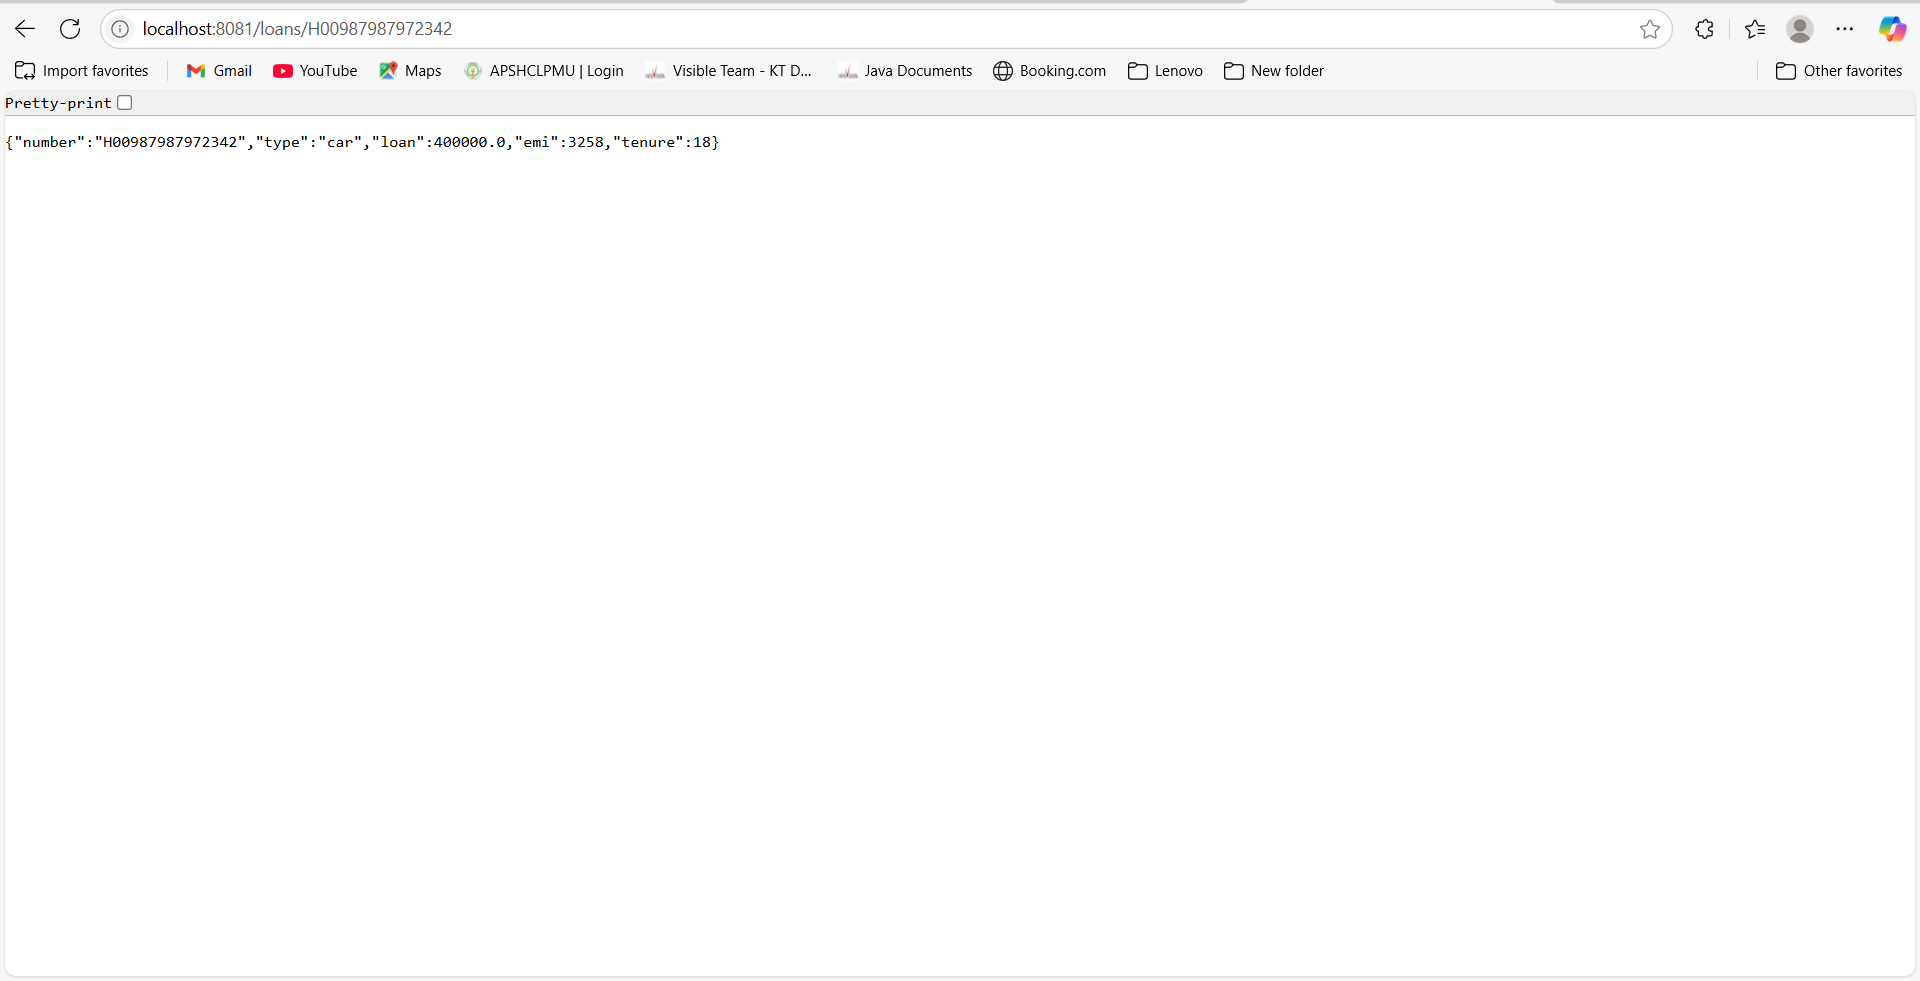 localhost:8081/loans/H00987987972342
Import favorites Gmail YouTube Maps APSHCLPMU | Login Visible Team - KT D... Java Documents Booking.com Lenovo New folder Other favorites
Pretty-print
{"number":"H00987987972342","type":"car","loan":400000.0,"emi":3258,"tenure":18}